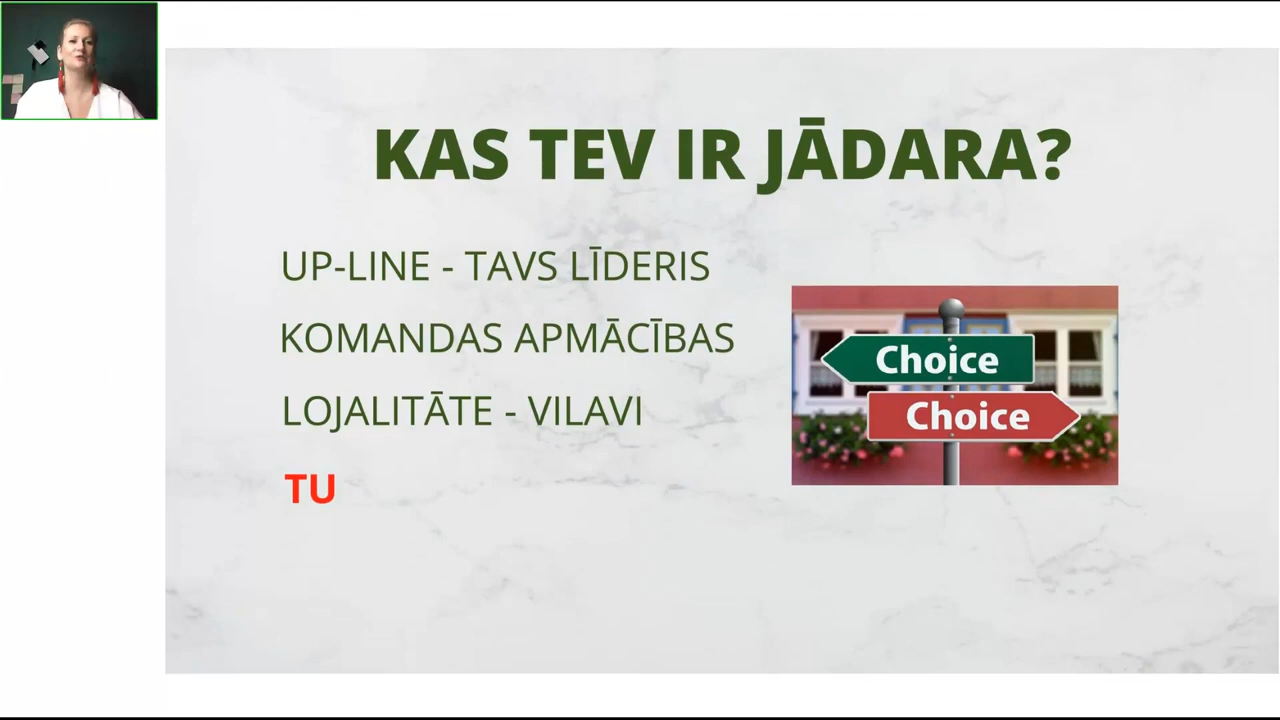 KAS TEV IR JĀDARA?
UP-LINE - TAVS LĪDERIS
KOMANDAS APMĀCĪBAS
LOJALITĀTE - VILAVI
TU
Choice
Choice